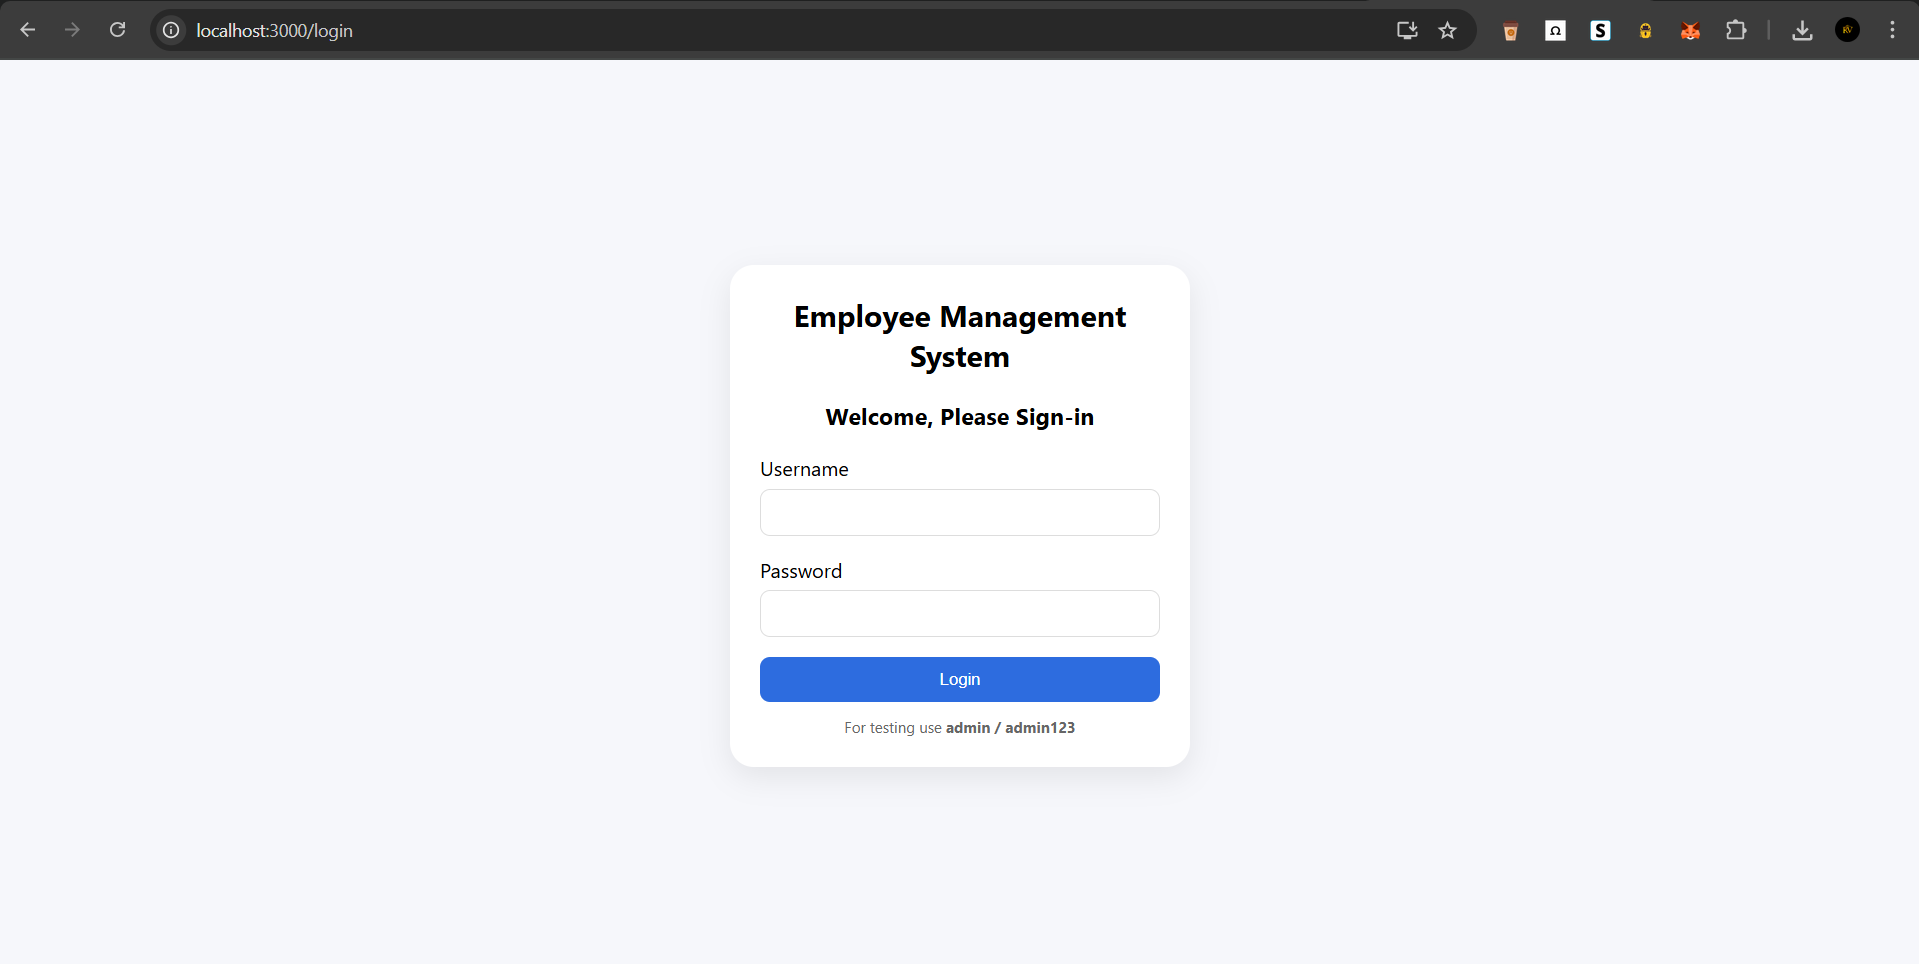 localhost:3000/login
Employee Management
System
Welcome, Please Sign-in
Username
Password
Login
For testing use admin / admin123